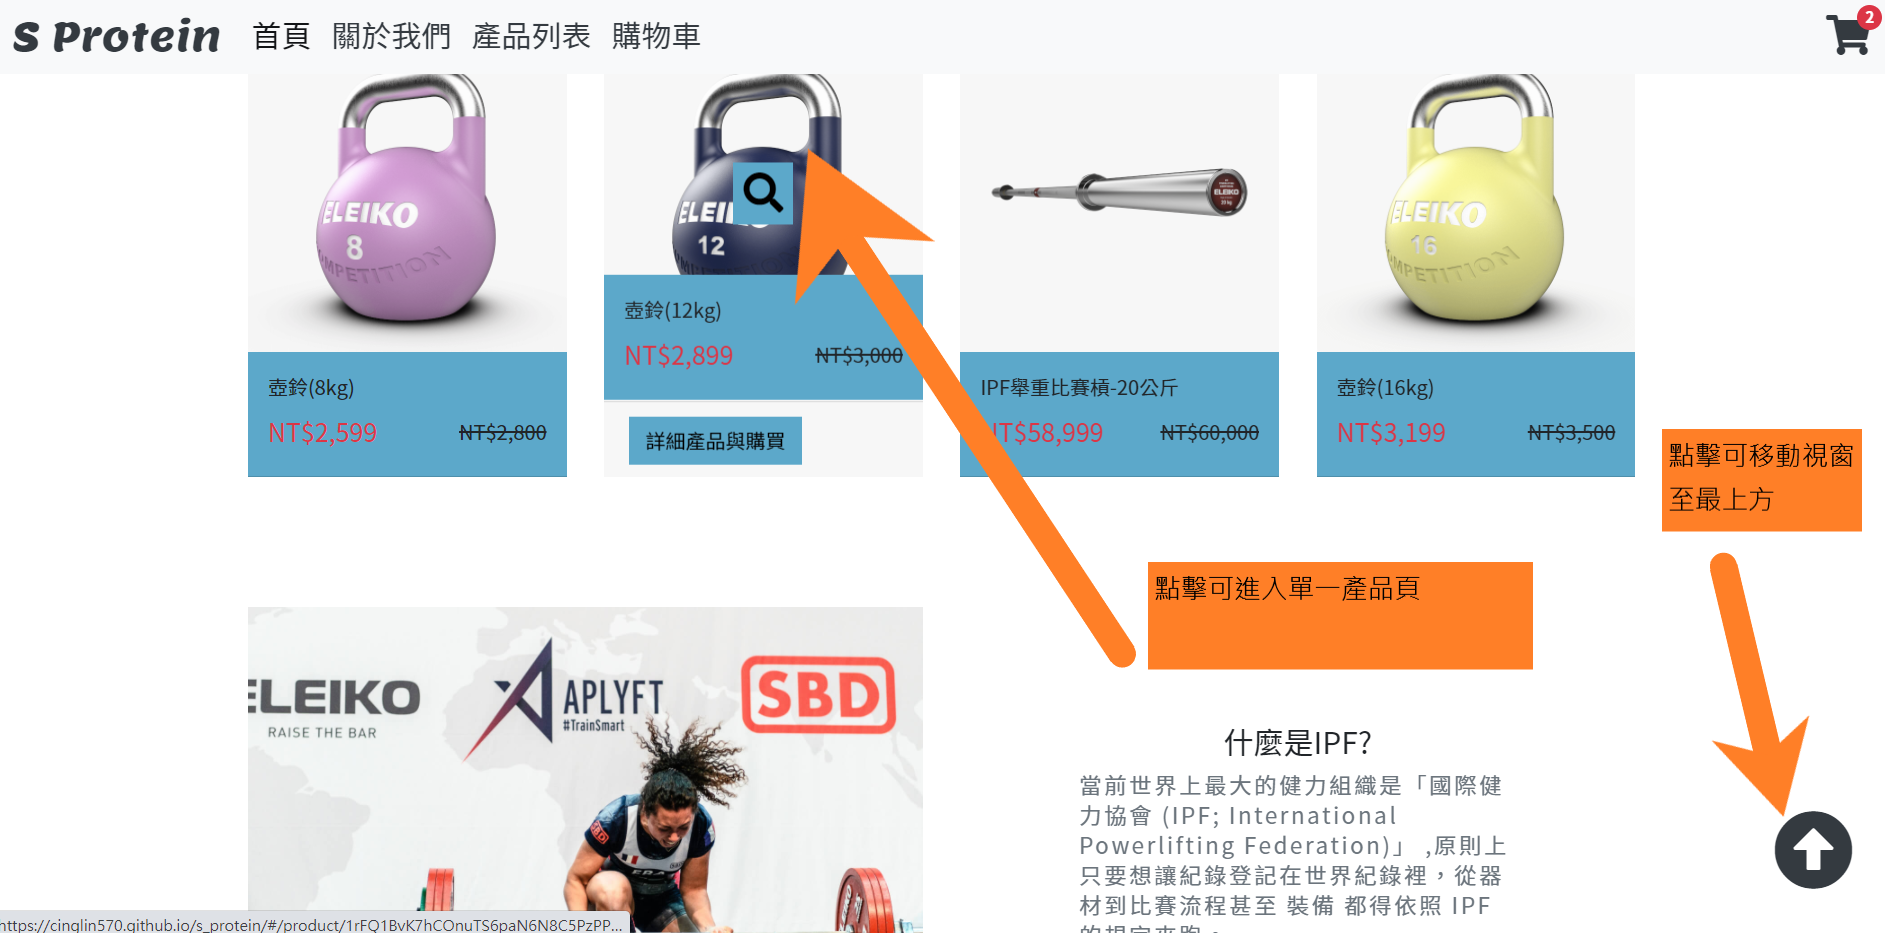 S Protein
首頁 關於我們 產品列表 購物車
2
ELEIKO
8
COMPETITION
12
ELEIKO
20 kg
ELEIKO
16
COMPETITION
壺鈴(8kg)
NT$2,599 NT$2,800
壺鈴(12kg)
NT$2,899 NT$3,000
詳細產品與購買
IPF舉重比賽槓-20公斤
NT$58,999 NT$60,000
壺鈴(16kg)
NT$3,199 NT$3,500
點擊可移動視窗
至最上方
點擊可進入單一產品頁
ELEIKO
RAISE THE BAR
APLYFT
#TrainSmart
SBD
SBD
什麼是IPF?
當前世界上最大的健力組織是「國際健
力協會 (IPF; International
Powerlifting Federation)」 ,原則上
只要想讓紀錄登記在世界紀錄裡，從器
材到比賽流程甚至 裝備 都得依照 IPF
https://cinglin570.github.io/s_protein/#/product/1rFQ1BvK7hCOnuTS6paN6N8C5PzPP...